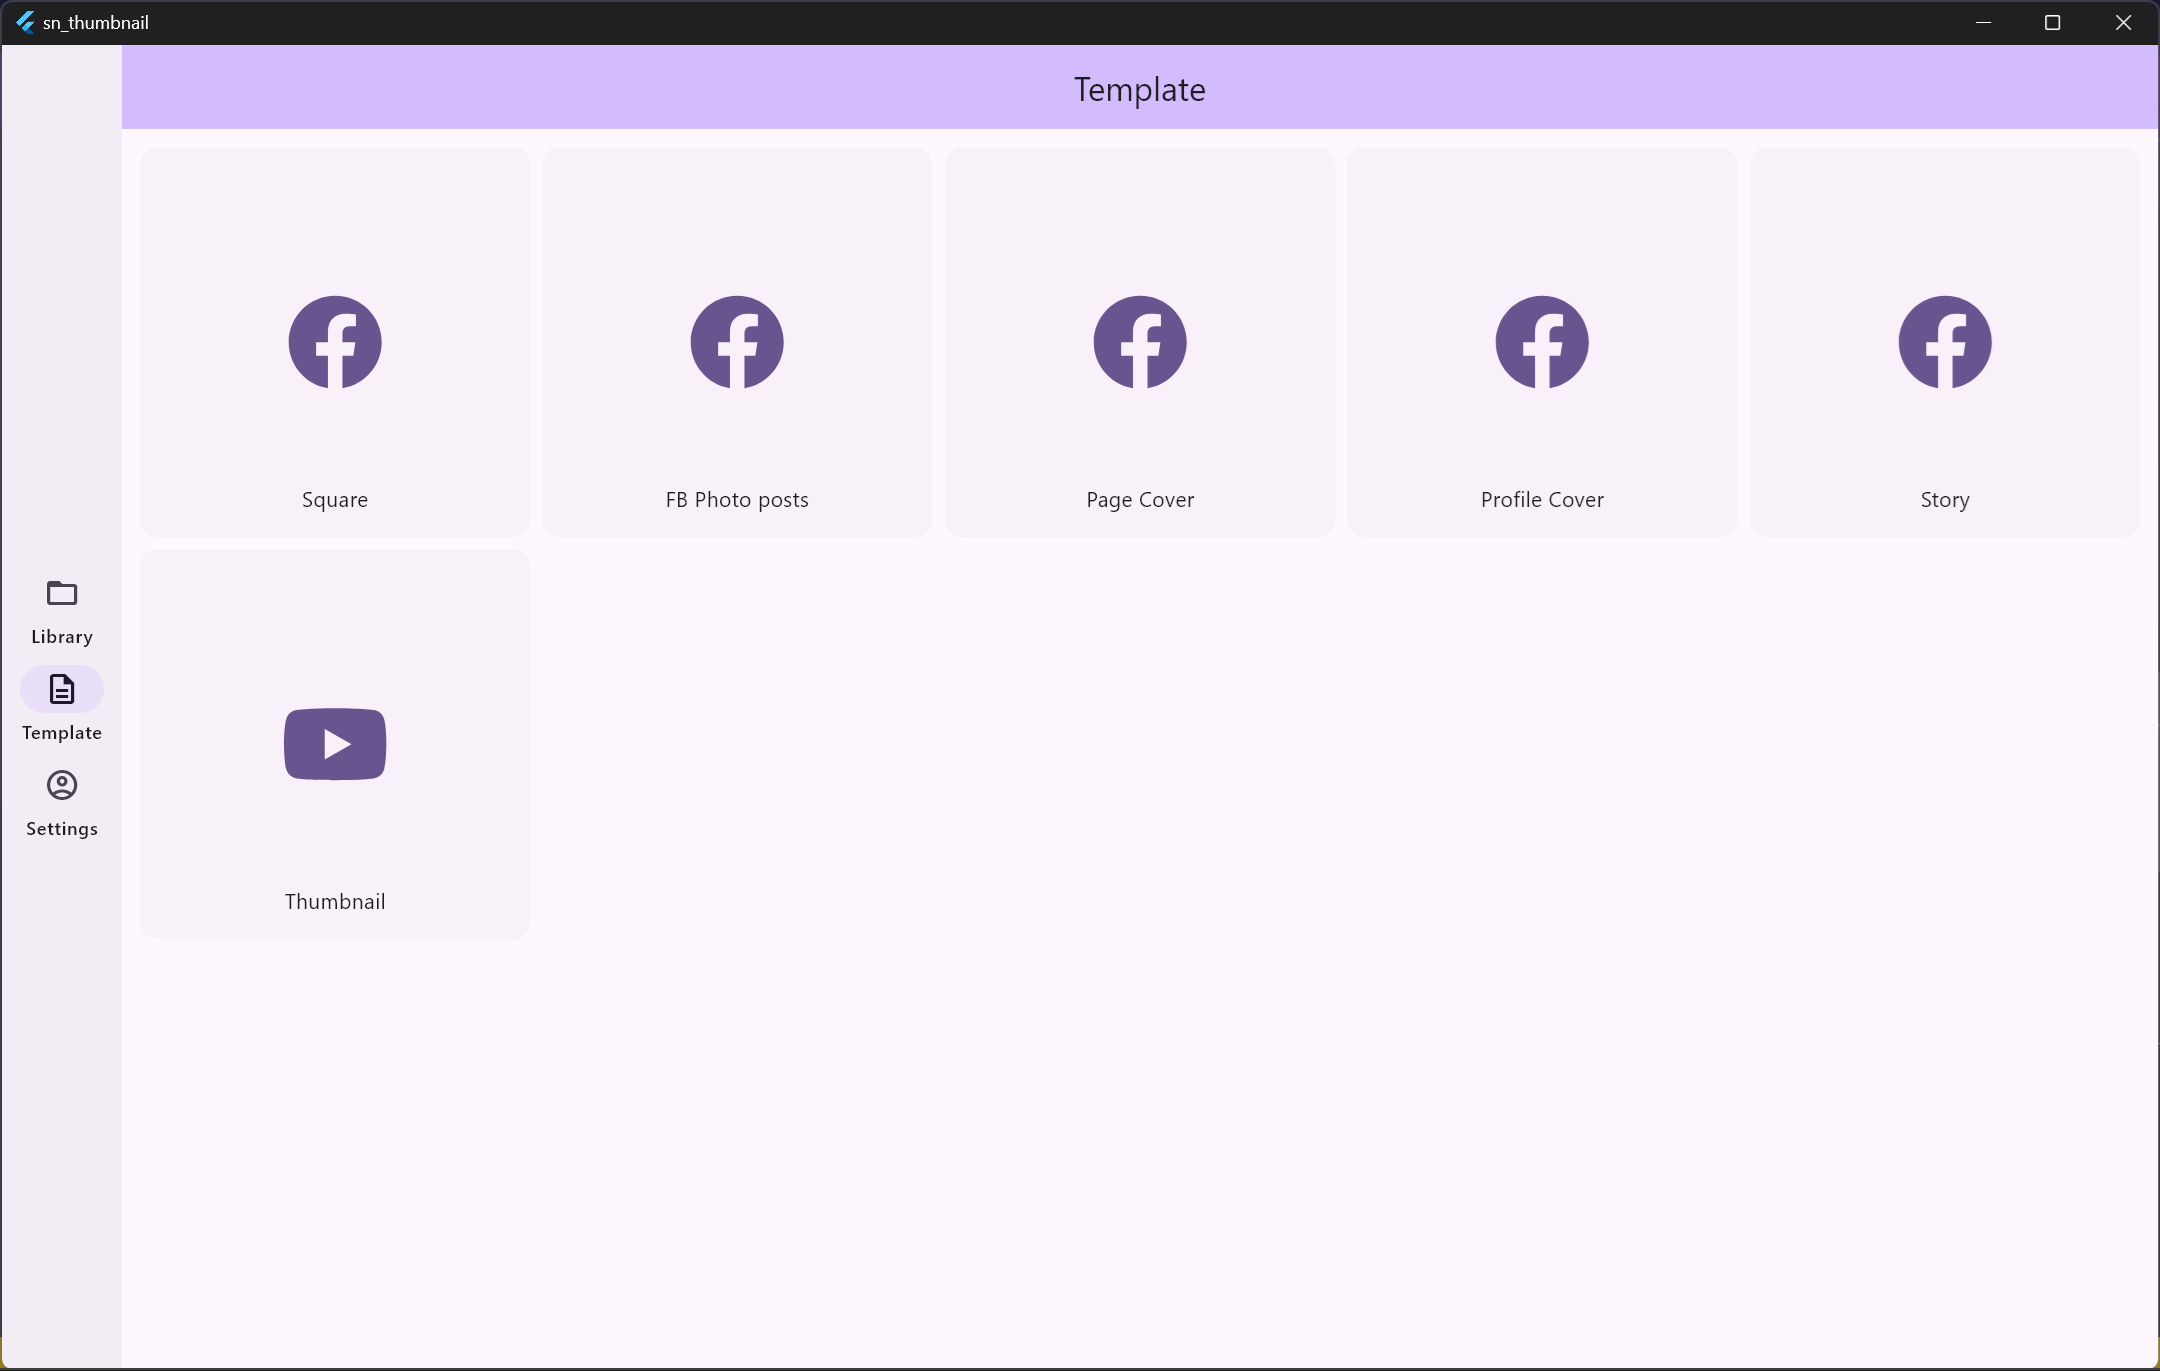 sn_thumbnail
Template
Square
FB Photo posts
Page Cover
Profile Cover
Story
Library
Template
Settings
Thumbnail